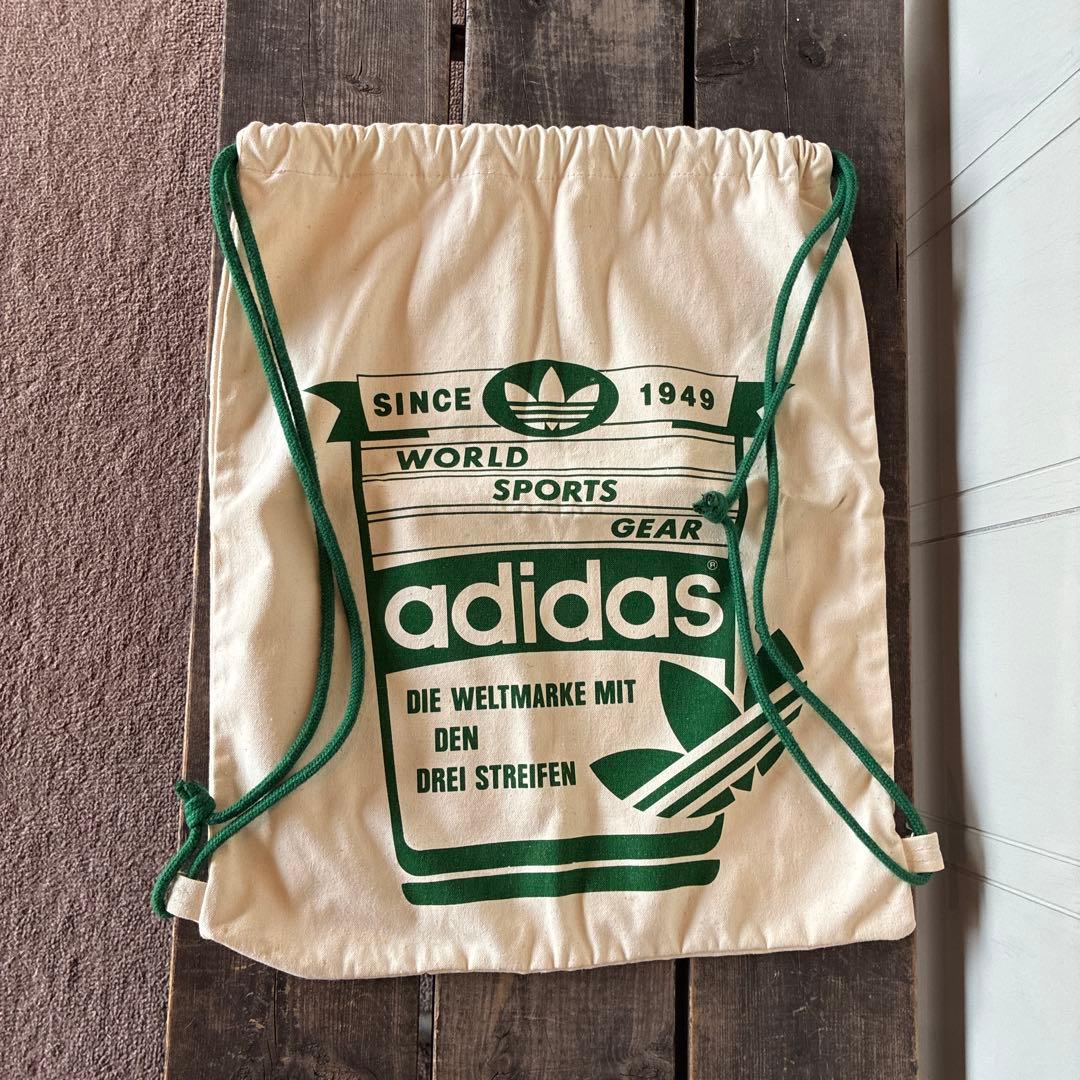 SINCE 1949
WORLD
SPORTS
GEAR
adidas®
DIE WELTMARKE MIT
DEN
DREI STREIFEN